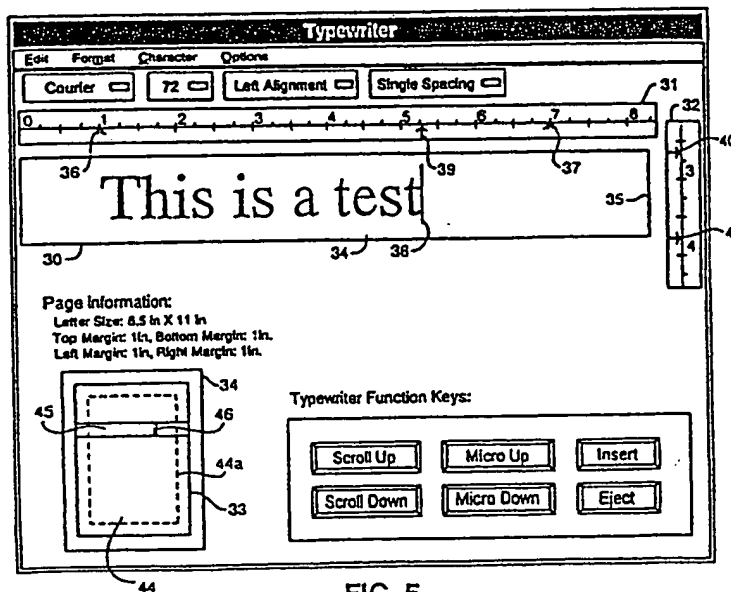 Typewriter
Edit Format Character Options
Courier 72 Left Alignment Single Spacing
31
32
0 1 2 3 4 5 6 7 8
36 39 37
40
3
This is a test
35
4
30 34 38
Page Information:
Letter Size: 8.5 in X 11 in
Top Margin: 1in, Bottom Margin: 1in.
Left Margin: 1in, Right Margin: 1in.
34
45 46
44a
33
44
Typewriter Function Keys:
Scroll Up Micro Up Insert
Scroll Down Micro Down Eject
FIG. 5